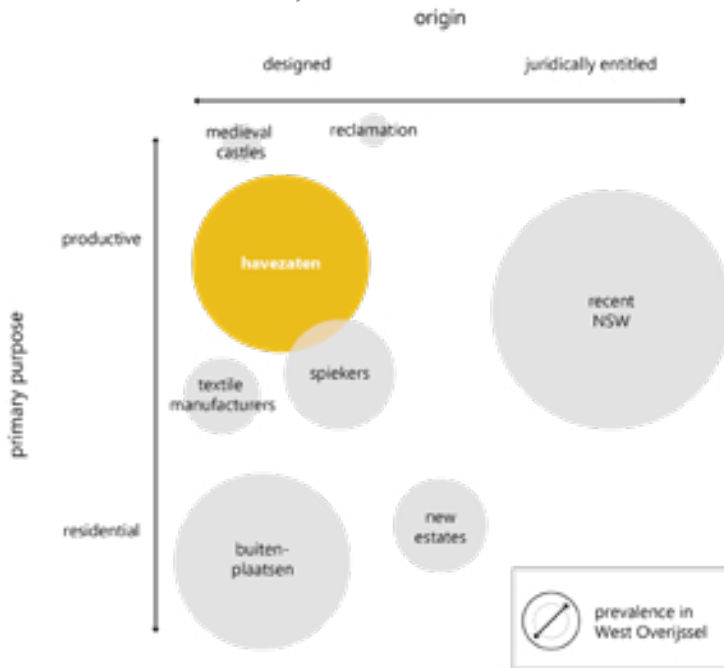 origin
designed
juridically entitled
medieval
castles
reclamation
productive
havezaten
recent
NSW
primary purpose
spiekers
textile
manufacturers
residential
buiten-
plaatsen
new
estates
prevalence in
West Overijssel